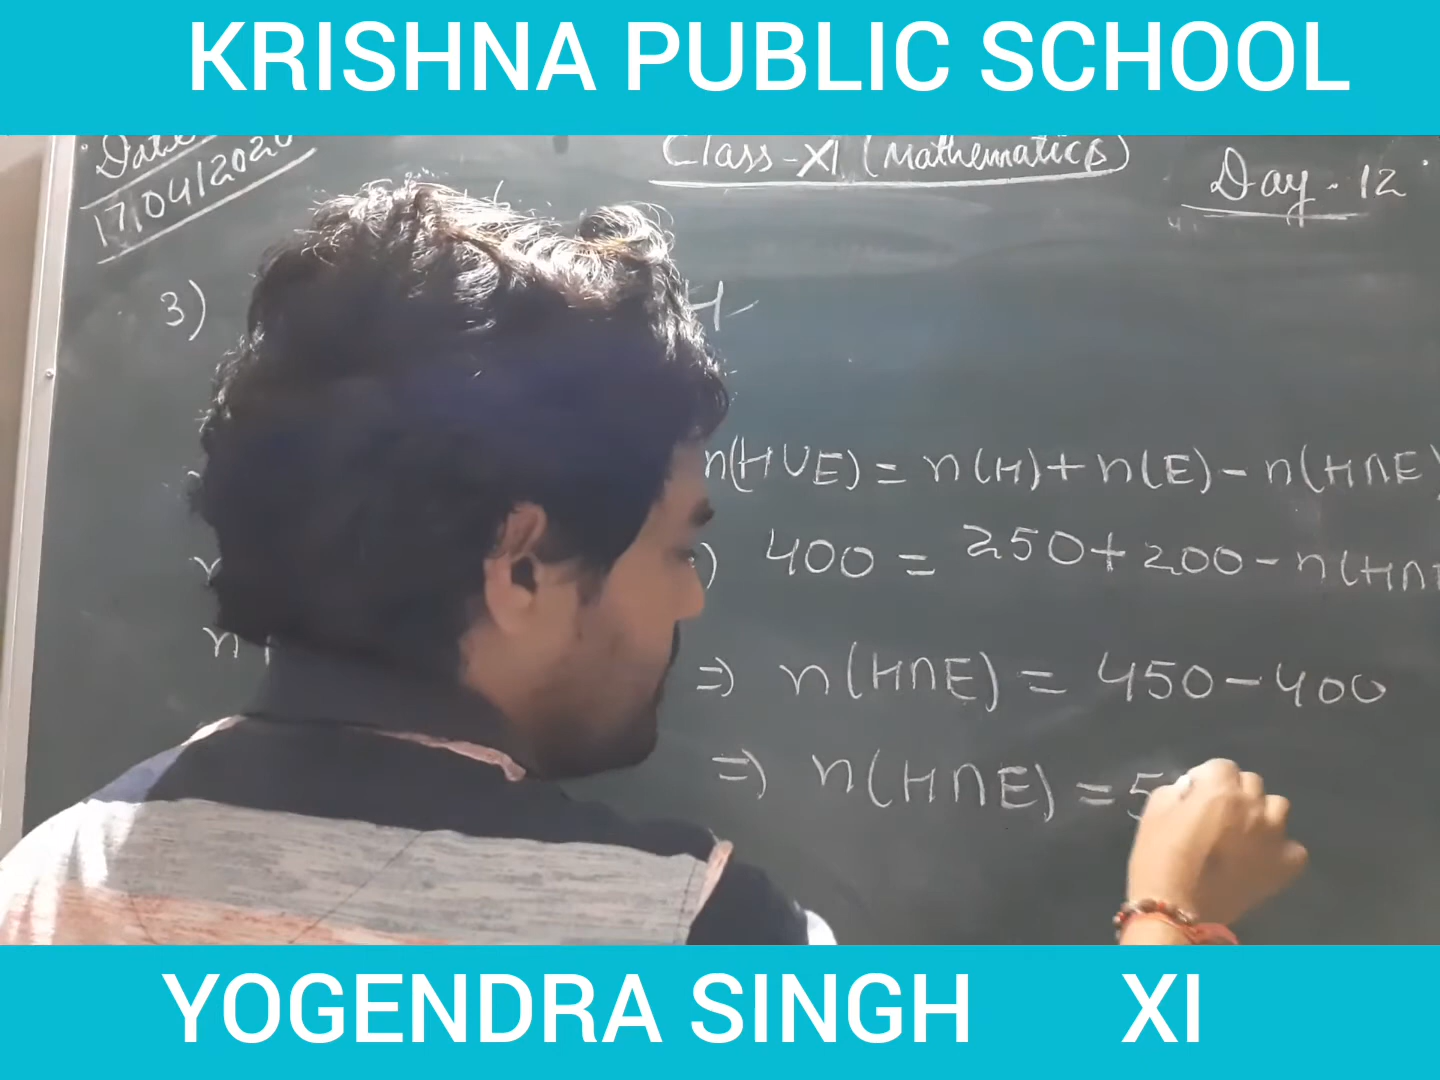 KRISHNA PUBLIC SCHOOL
Date
17/04/2020
Class-XI (Mathematics)
Day-12
3)
n(H∪E) = n(H)+n(E)-n(H∩E)
400 = 250+200-n(H∩
⇒ n(H∩E) = 450-400
⇒ n(H∩E) = 5
YOGENDRA SINGH XI